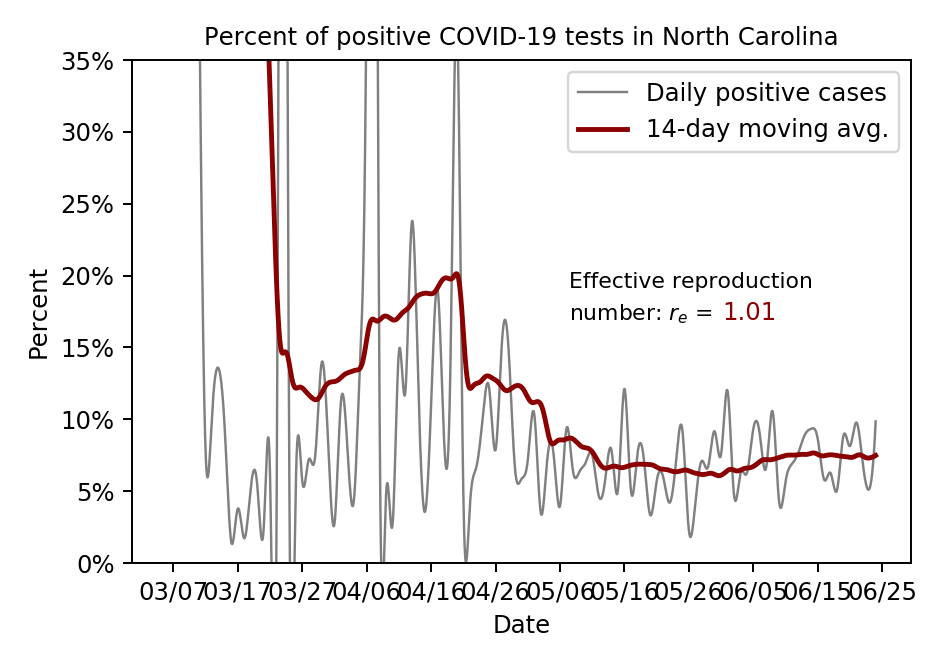 Percent of positive COVID-19 tests in North Carolina
35%
30%
25%
20%
15%
10%
5%
0%
Percent
Daily positive cases
14-day moving avg.
Effective reproduction
number: rₑ = 1.01
03/07 03/17 03/27 04/06 04/16 04/26 05/06 05/16 05/26 06/05 06/15 06/25
Date